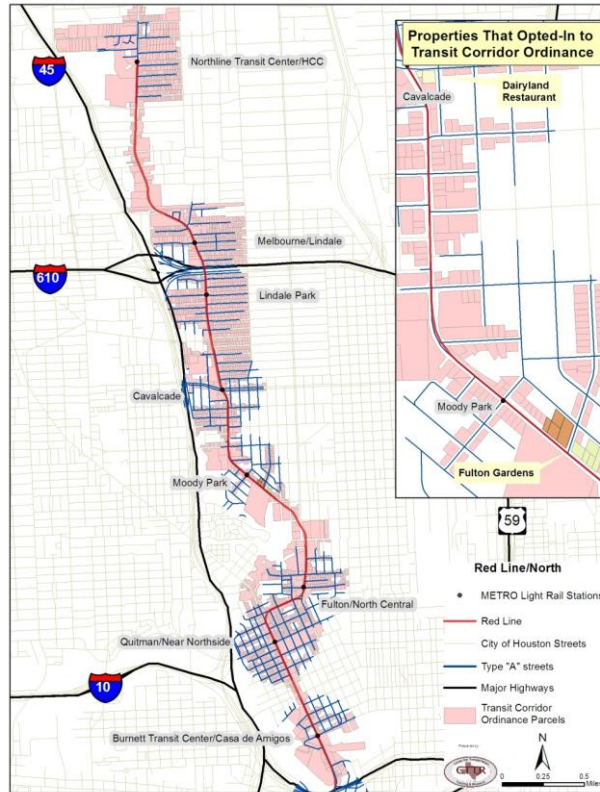 45
Northline Transit Center/HCC
Melbourne/Lindale
610
Lindale Park
Cavalcade
Moody Park
Fulton/North Central
Quitman/Near Northside
10
Burnett Transit Center/Casa de Amigos
Properties That Opted-In to
Transit Corridor Ordinance
Dairyland
Restaurant
Cavalcade
Moody Park
Fulton Gardens
59
Red Line/North
METRO Light Rail Stations
Red Line
City of Houston Streets
Type "A" streets
Major Highways
Transit Corridor
Ordinance Parcels
N
0 0.25 0.5
Miles